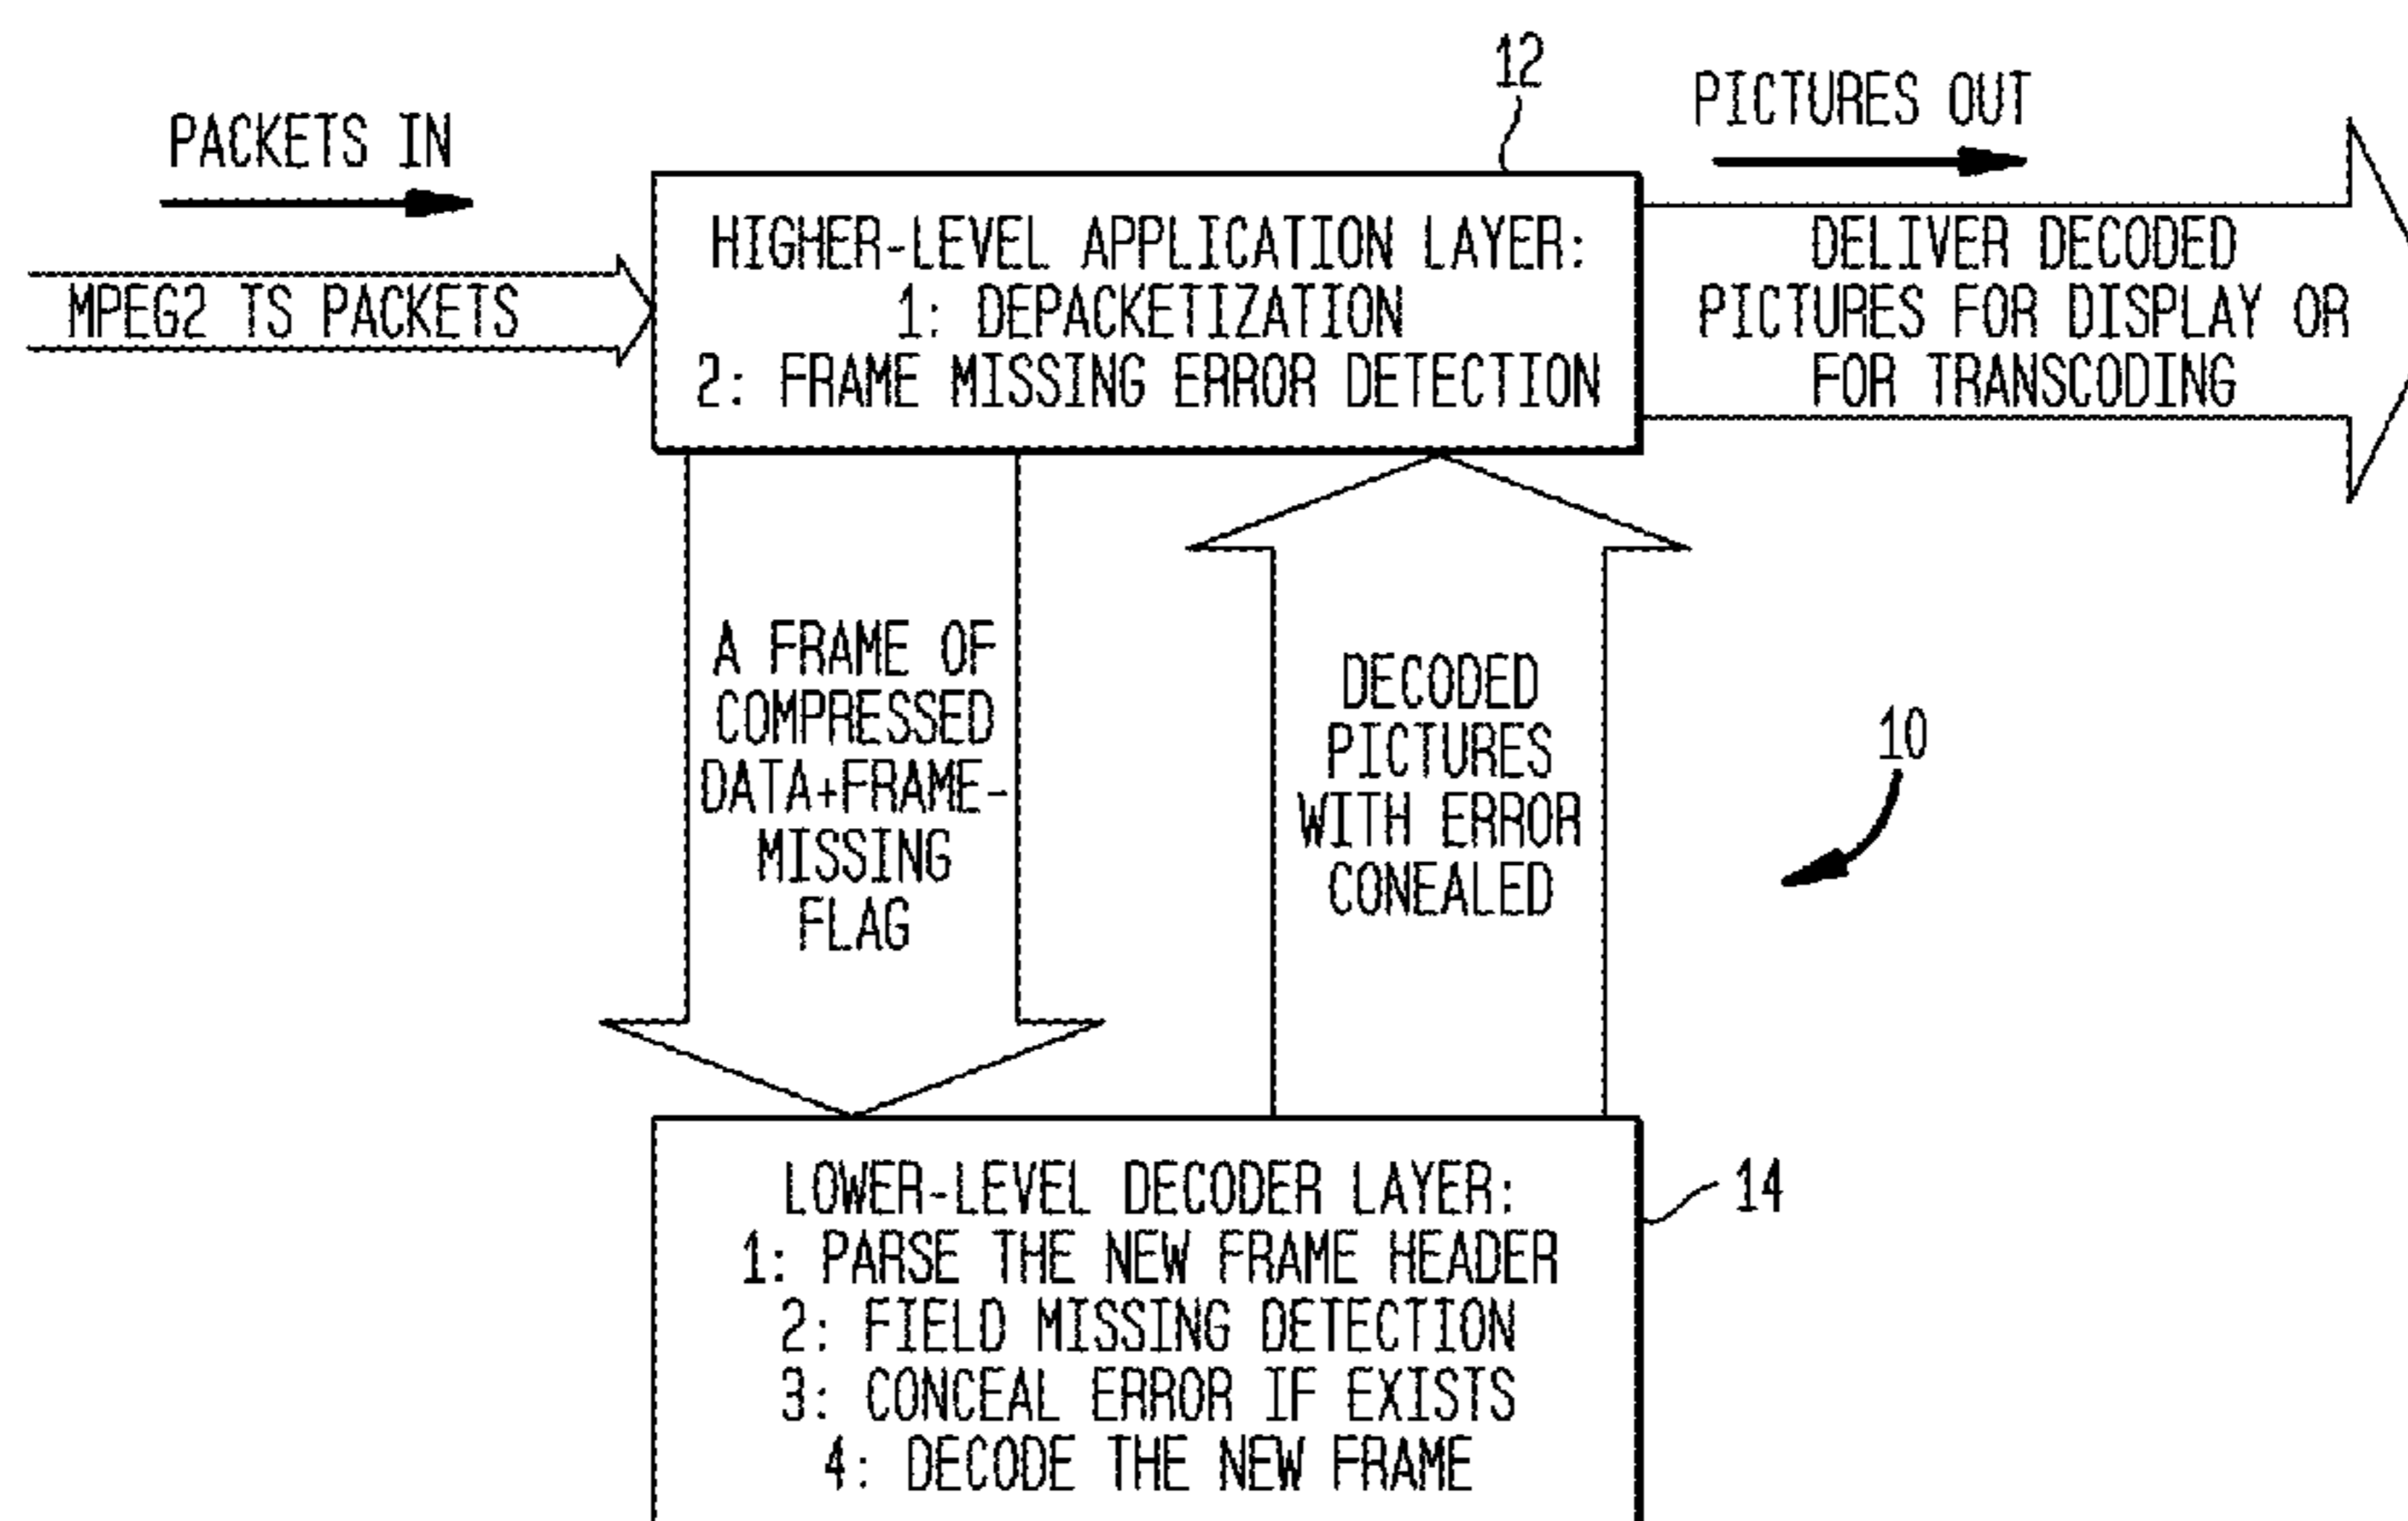 12
PACKETS IN
PICTURES OUT
MPEG2 TS PACKETS
HIGHER-LEVEL APPLICATION LAYER:
1: DEPACKETIZATION
2: FRAME MISSING ERROR DETECTION
DELIVER DECODED
PICTURES FOR DISPLAY OR
FOR TRANSCODING
A FRAME OF
COMPRESSED
DATA+FRAME-
MISSING
FLAG
DECODED
PICTURES
WITH ERROR
CONEALED
10
LOWER-LEVEL DECODER LAYER:
1: PARSE THE NEW FRAME HEADER
2: FIELD MISSING DETECTION
3: CONCEAL ERROR IF EXISTS
4: DECODE THE NEW FRAME
14